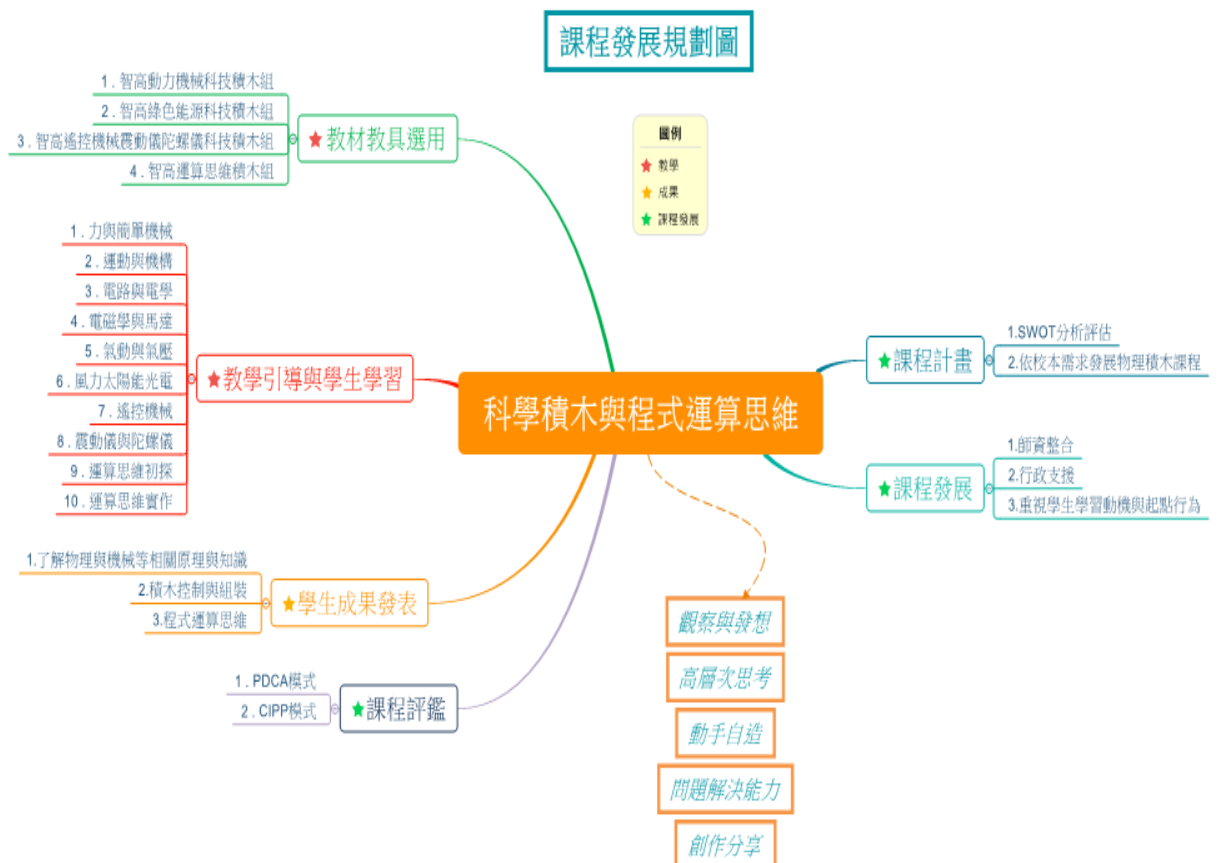 課程發展規劃圖
圖例
教學
成果
課程發展
科學積木與程式運算思維
教材教具選用
1 . 智高動力機械科技積木組
2 . 智高綠色能源科技積木組
3 . 智高遙控機械震動儀陀螺儀科技積木組
4 . 智高運算思維積木組
教學引導與學生學習
1 . 力與簡單機械
2 . 運動與機構
3 . 電路與電學
4 . 電磁學與馬達
5 . 氣動與氣壓
6 . 風力太陽能光電
7 . 遙控機械
8 . 震動儀與陀螺儀
9 . 運算思維初探
10 . 運算思維實作
學生成果發表
1.了解物理與機械等相關原理與知識
2.積木控制與組裝
3.程式運算思維
課程評鑑
1 . PDCA模式
2 . CIPP模式
課程計畫
1.SWOT分析評估
2.依校本需求發展物理積木課程
課程發展
1.師資整合
2.行政支援
3.重視學生學習動機與起點行為
觀察與發想
高層次思考
動手自造
問題解決能力
創作分享